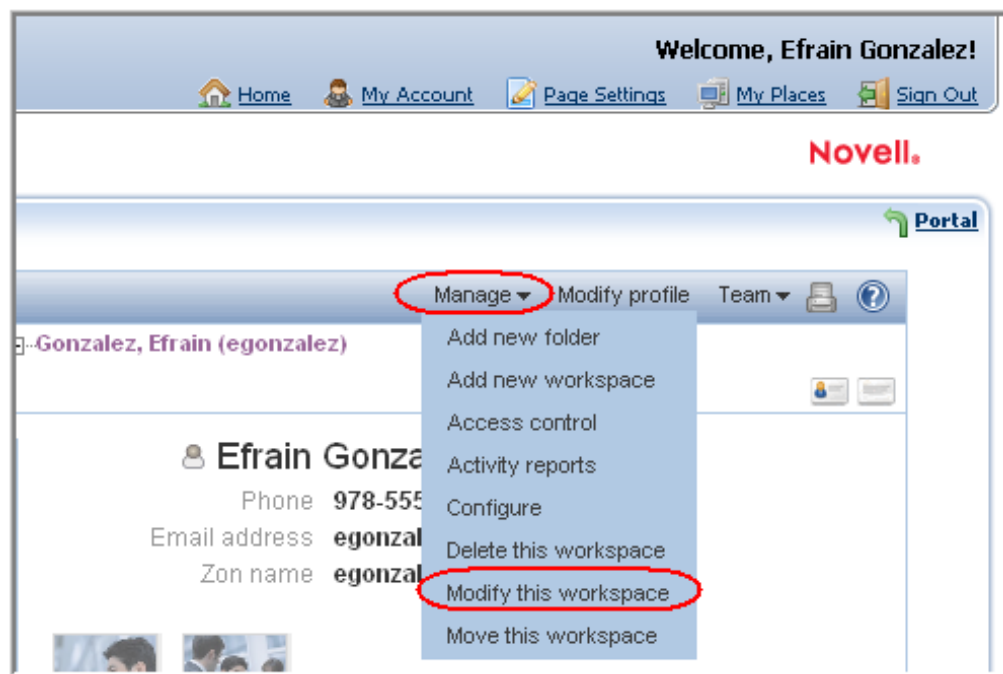 Welcome, Efrain Gonzalez!
Home My Account Page Settings My Places Sign Out
Novell®
Portal
Manage Modify profile Team
Gonzalez, Efrain (egonzalez)
Add new folder
Add new workspace
Access control
Activity reports
Configure
Delete this workspace
Modify this workspace
Move this workspace
Efrain Gonza
Phone 978-555
Email address egonzal
Zon name egonzal